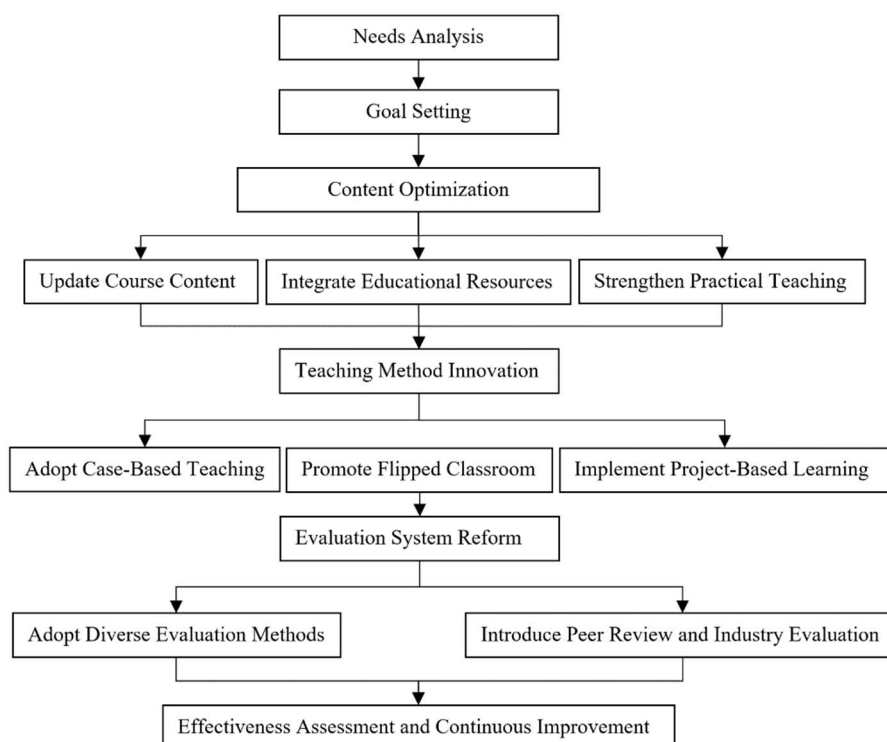 Needs Analysis
Goal Setting
Content Optimization
Update Course Content
Integrate Educational Resources
Strengthen Practical Teaching
Teaching Method Innovation
Adopt Case-Based Teaching
Promote Flipped Classroom
Implement Project-Based Learning
Evaluation System Reform
Adopt Diverse Evaluation Methods
Introduce Peer Review and Industry Evaluation
Effectiveness Assessment and Continuous Improvement